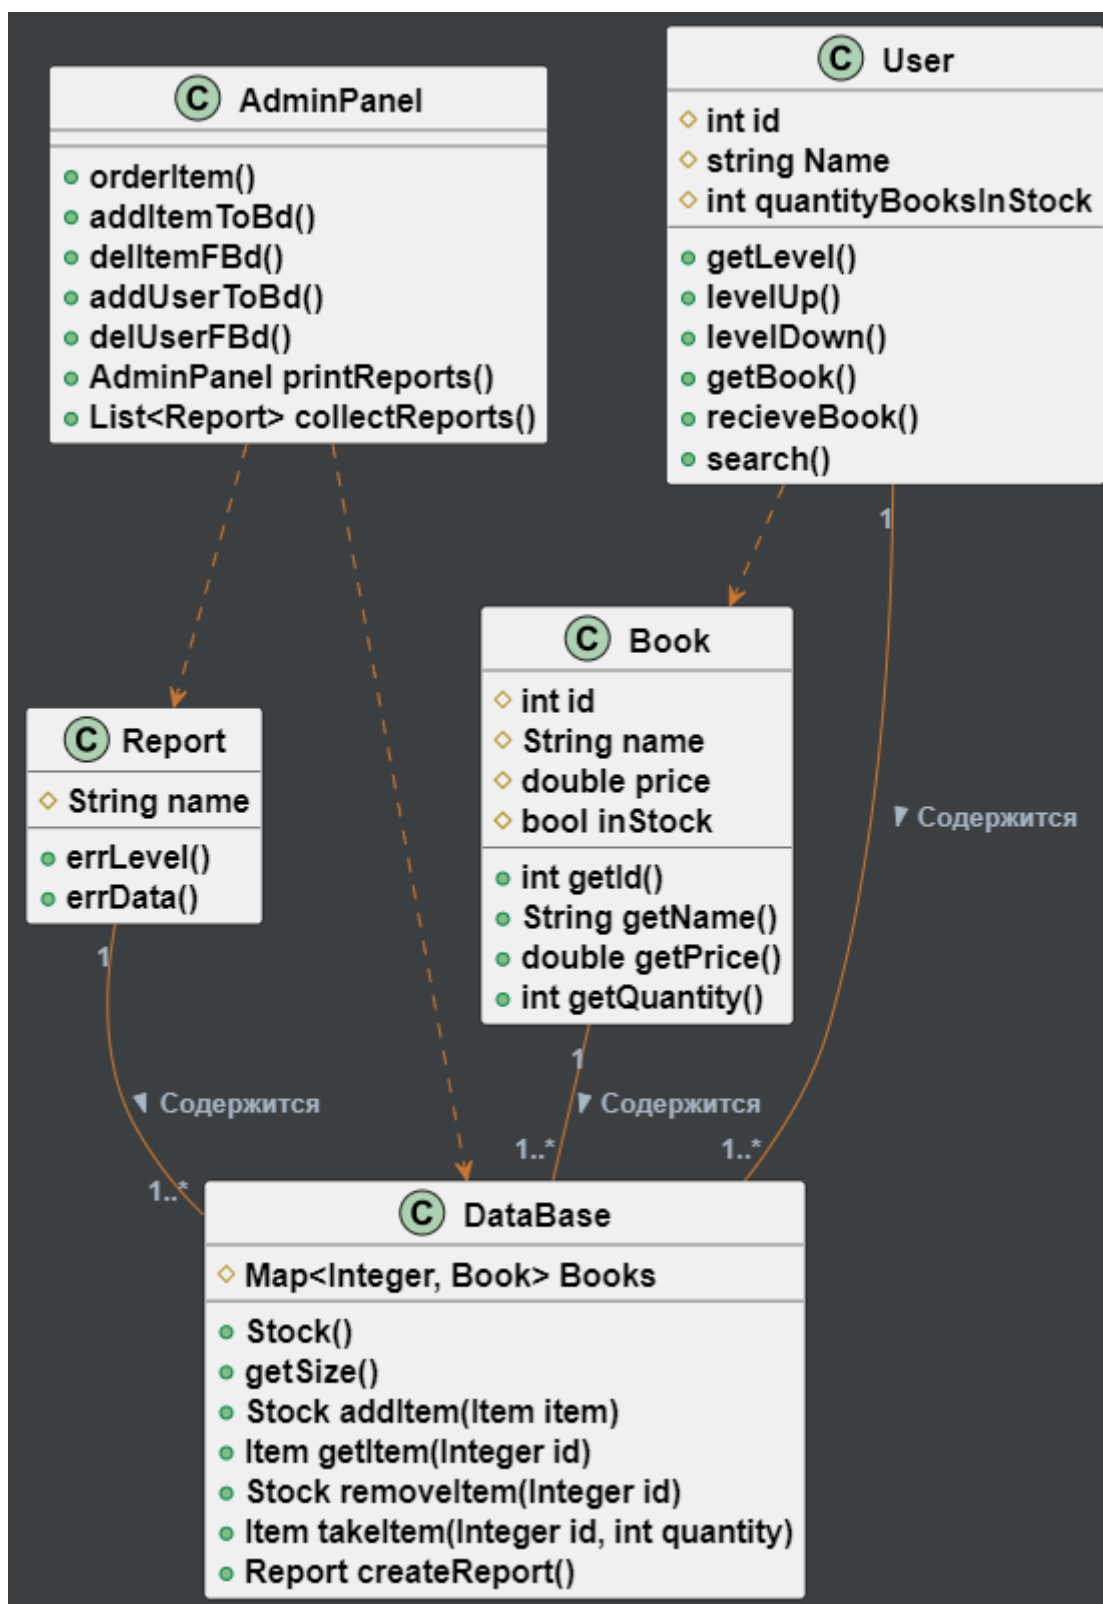 C AdminPanel
orderItem()
addItemToBd()
delItemFBd()
addUserToBd()
delUserFBd()
AdminPanel printReports()
List<Report> collectReports()
C User
int id
string Name
int quantityBooksInStock
getLevel()
levelUp()
levelDown()
getBook()
recieveBook()
search()
1
C Book
int id
String name
double price
bool inStock
int getId()
String getName()
double getPrice()
int getQuantity()
C Report
String name
errLevel()
errData()
Содержится
1
1
Содержится
Содержится
1..*
1..*
1..*
C DataBase
Map<Integer, Book> Books
Stock()
getSize()
Stock addItem(Item item)
Item getItem(Integer id)
Stock removeItem(Integer id)
Item takeItem(Integer id, int quantity)
Report createReport()